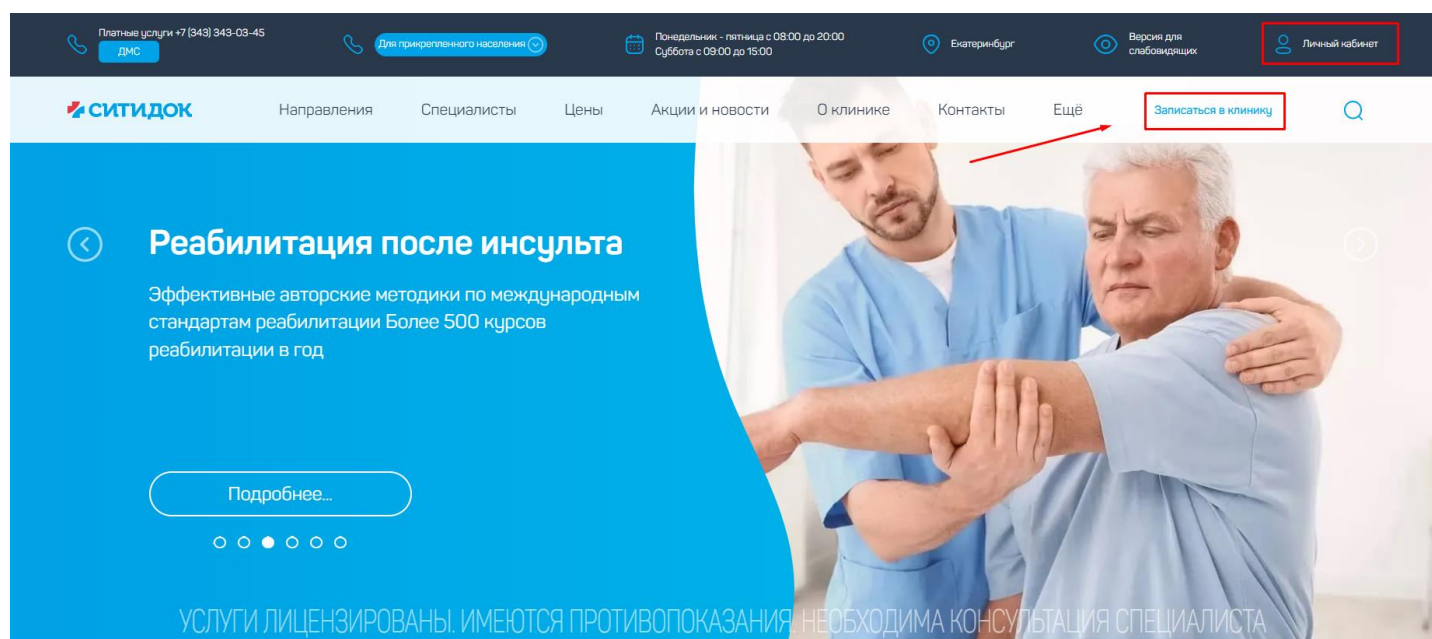 Платные услуги +7 (343) 343-03-45
ДМС
Для прикрепленного населения
Понедельник - пятница с 08:00 до 20:00
Суббота с 09:00 до 15:00
Екатеринбург
Версия для
слабовидящих
Личный кабинет
СИТИДОК
Направления
Специалисты
Цены
Акции и новости
О клинике
Контакты
Ещё
Записаться в клинику
Реабилитация после инсульта
Эффективные авторские методики по международным
стандартам реабилитации Более 500 курсов
реабилитации в год
Подробнее...
УСЛУГИ ЛИЦЕНЗИРОВАНЫ. ИМЕЮТСЯ ПРОТИВОПОКАЗАНИЯ. НЕОБХОДИМА КОНСУЛЬТАЦИЯ СПЕЦИАЛИСТА